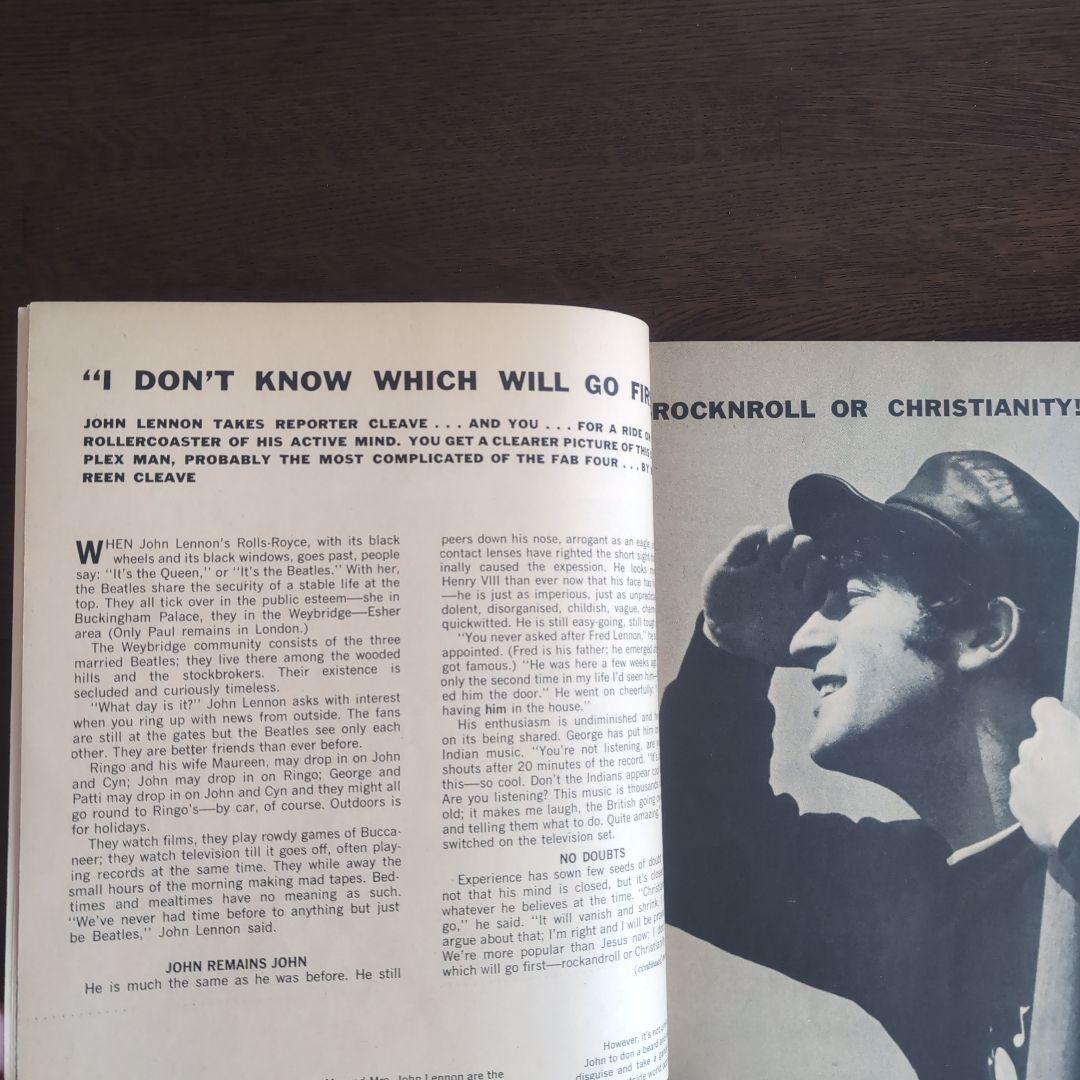 “I DON’T KNOW WHICH WILL GO
ROCKNROLL OR CHRISTIANITY!
JOHN LENNON TAKES REPORTER CLEAVE . . . AND YOU . . . FOR A RIDE
ROLLERCOASTER OF HIS ACTIVE MIND. YOU GET A CLEARER PICTURE OF THIS
PLEX MAN, PROBABLY THE MOST COMPLICATED OF THE FAB FOUR . . . BY
REEN CLEAVE
WHEN John Lennon’s Rolls-Royce, with its black
wheels and its black windows, goes past, people
say: “It’s the Queen,” or “It’s the Beatles.” With her,
the Beatles share the security of a stable life at the
top. They all tick over in the public esteem—she in
Buckingham Palace, they in the Weybridge—Esher
area (Only Paul remains in London.)
The Weybridge community consists of the three
married Beatles; they live there among the wooded
hills and the stockbrokers. Their existence is
secluded and curiously timeless.
“What day is it?” John Lennon asks with interest
when you ring up with news from outside. The fans
are still at the gates but the Beatles see only each
other. They are better friends than ever before.
Ringo and his wife Maureen, may drop in on John
and Cyn; John may drop in on Ringo; George and
Patti may drop in on John and Cyn and they might all
go round to Ringo’s—by car, of course. Outdoors is
for holidays.
They watch films, they play rowdy games of Bucca-
neer; they watch television till it goes off, often play-
ing records at the same time. They while away the
small hours of the morning making mad tapes. Bed-
times and mealtimes have no meaning as such.
“We’ve never had time before to anything but just
be Beatles,” John Lennon said.
JOHN REMAINS JOHN
He is much the same as he was before. He still
peers down his nose, arrogant as an eagle,
contact lenses have righted the short sight
inally caused the expession. He looks
Henry VIII than ever now that his face has
—he is just as imperious, just as
dolent, disorganised, childish, vague,
quickwitted. He is still easy-going, still
“You never asked after Fred Lennon,”
appointed. (Fred is his father; he emerged
got famous.) “He was here a few weeks
only the second time in my life I’d seen him—
ed him the door.” He went on cheerfully:
having him in the house.”
His enthusiasm is undiminished and
on its being shared. George has put him
Indian music. “You’re not listening, are
shouts after 20 minutes of the record.
this—so cool. Don’t the Indians appear
Are you listening? This music is thousands
old; it makes me laugh, the British going
and telling them what to do. Quite amazing.”
switched on the television set.
NO DOUBTS
Experience has sown few seeds of doubt
not that his mind is closed, but it’s
whatever he believes at the time.
go,” he said. “It will vanish and shrink.
argue about that; I’m right and I will be
We’re more popular than Jesus now; I
which will go first—rockandroll or
(continued
Mrs. John Lennon are the
However, it’s not
John to don a beard
disguise and take a